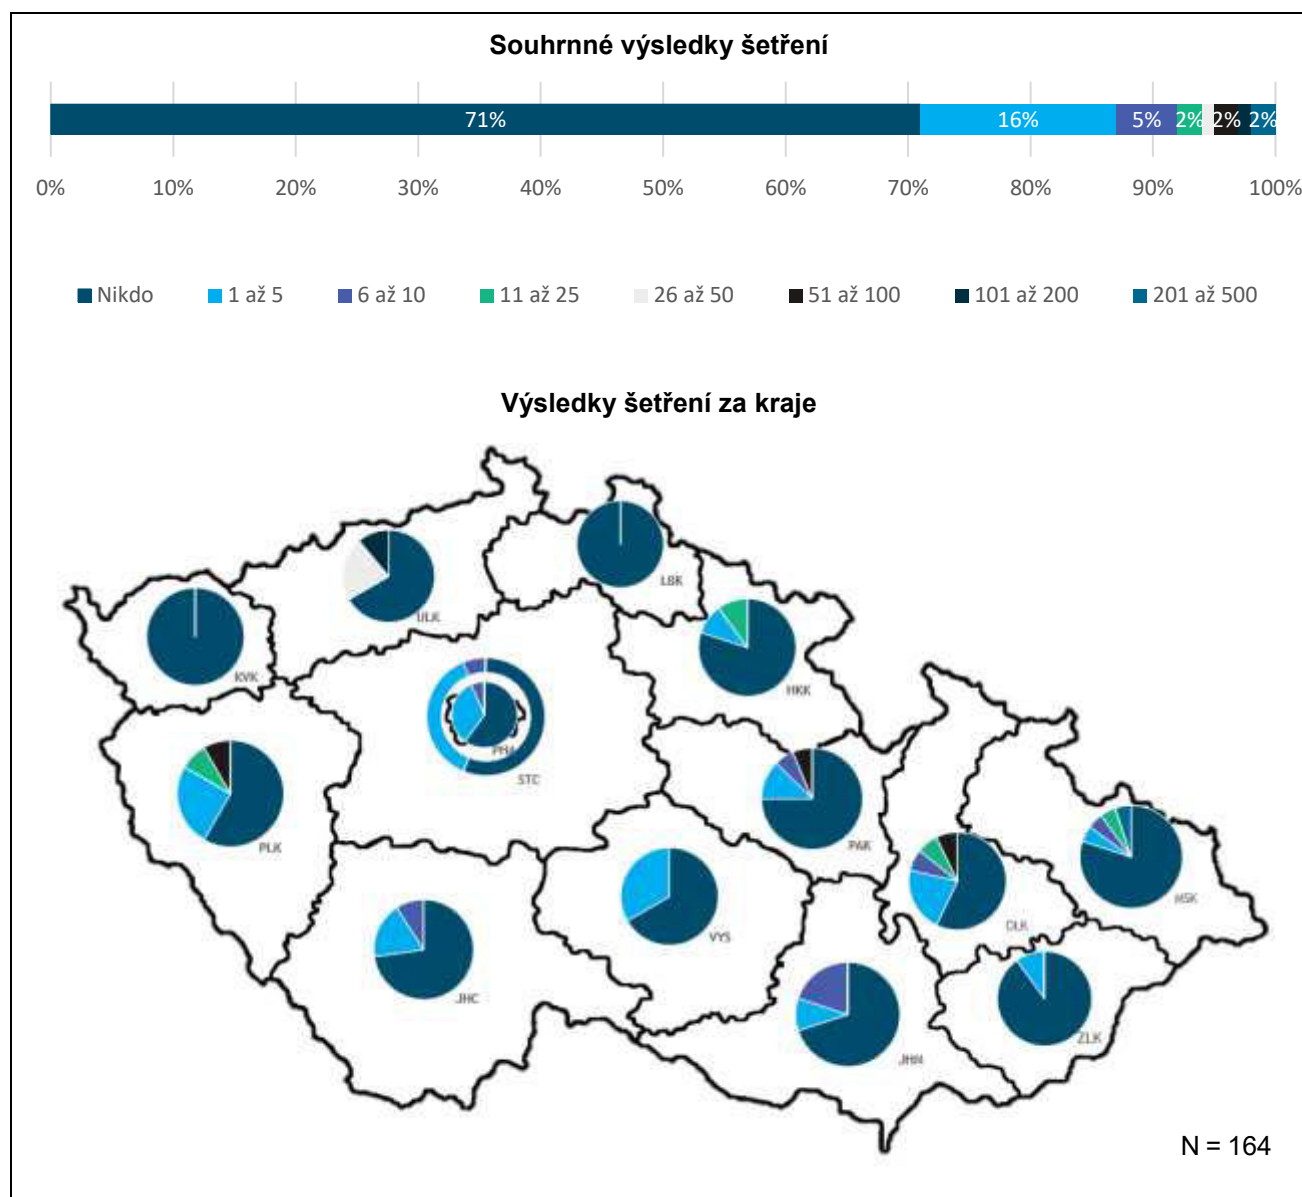 Souhrnné výsledky šetření
71% 16% 5% 2% 2% 2%
0% 10% 20% 30% 40% 50% 60% 70% 80% 90% 100%
Nikdo 1 až 5 6 až 10 11 až 25 26 až 50 51 až 100 101 až 200 201 až 500
Výsledky šetření za kraje
LBK
ULK
KVK
HKK
PHA
STC
PLK
PAK
MSK
OLK
VYS
JHC
ZLK
JHM
N = 164